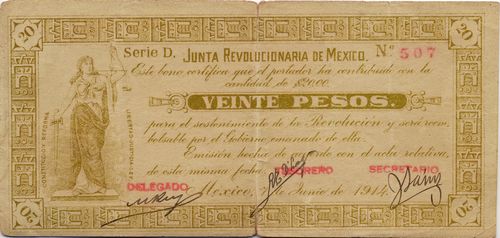 20 20
Serie D. JUNTA REVOLUCIONARIA DE MEXICO. Nº 507
Este bono certifica que el portador ha contribuido con la
cantidad de $20.00
VEINTE PESOS.
para el sostenimiento de la Revolución y será reem-
bolsable por el Gobierno emanado de ella.
Emisión hecha de acuerdo con el acta relativa,
de esta misma fecha.
CONSTITUCION Y REFORMA
DELEGADO TESORERO SECRETARIO
Mexico, de Junio de 1914
20 20